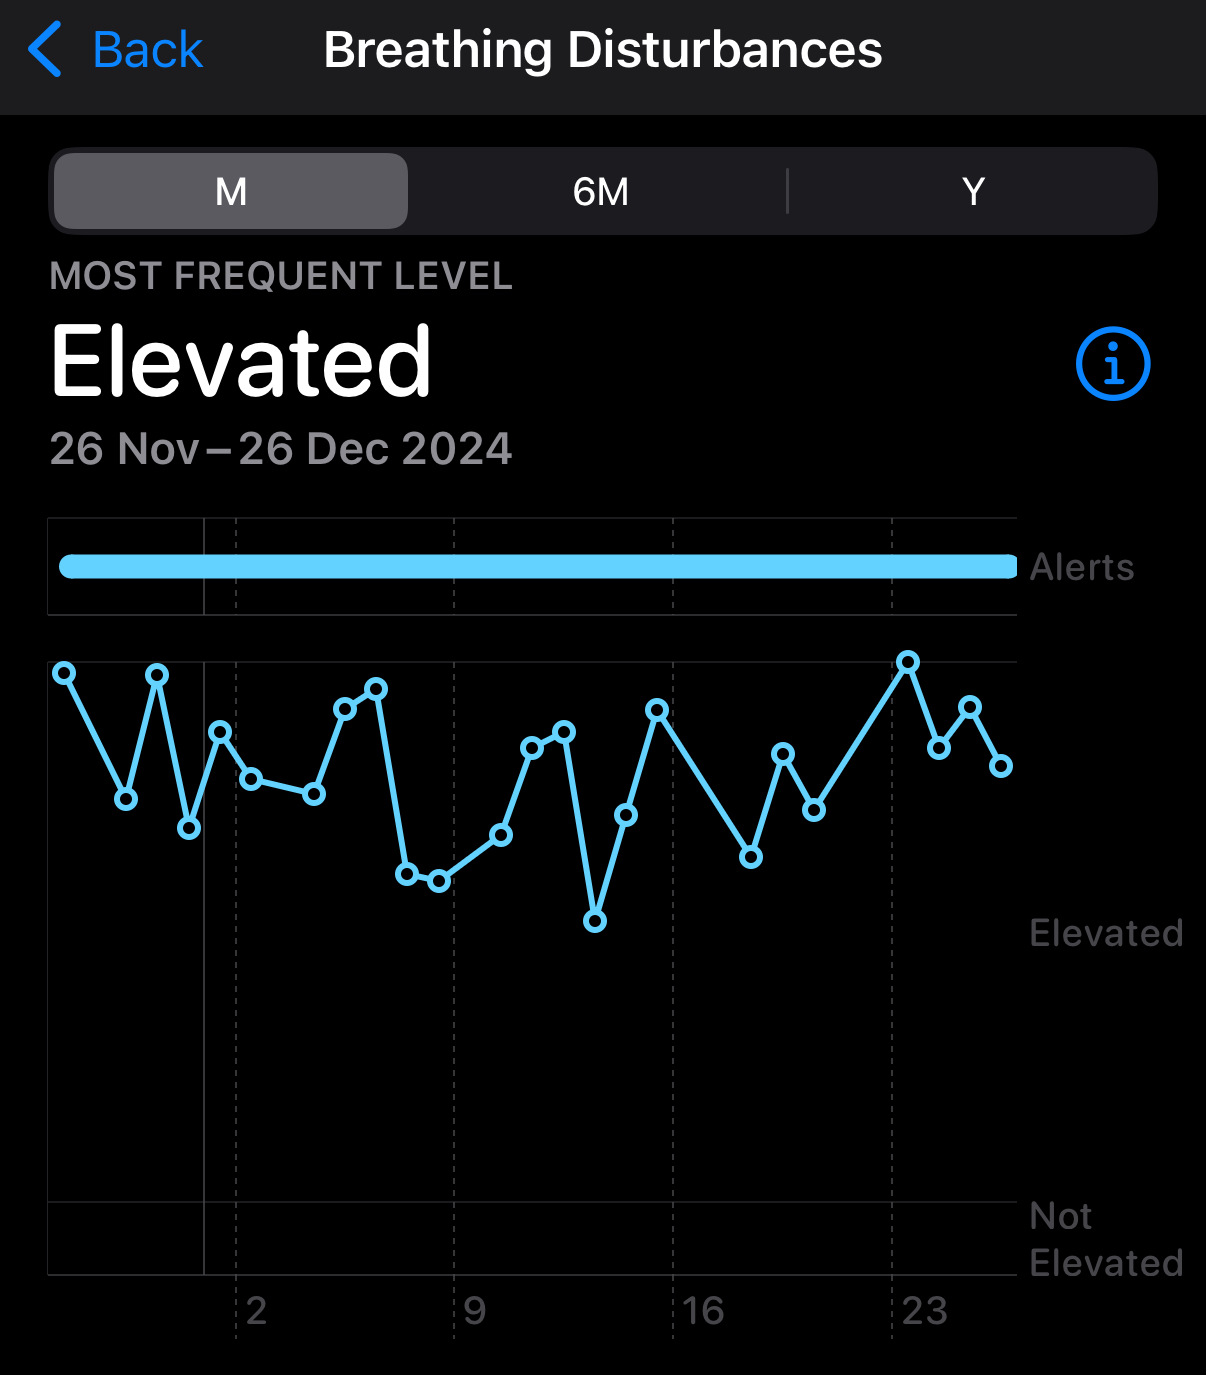 Back
Breathing Disturbances
M
6M
Y
MOST FREQUENT LEVEL
Elevated
26 Nov–26 Dec 2024
Alerts
Elevated
Not
Elevated
2
9
16
23